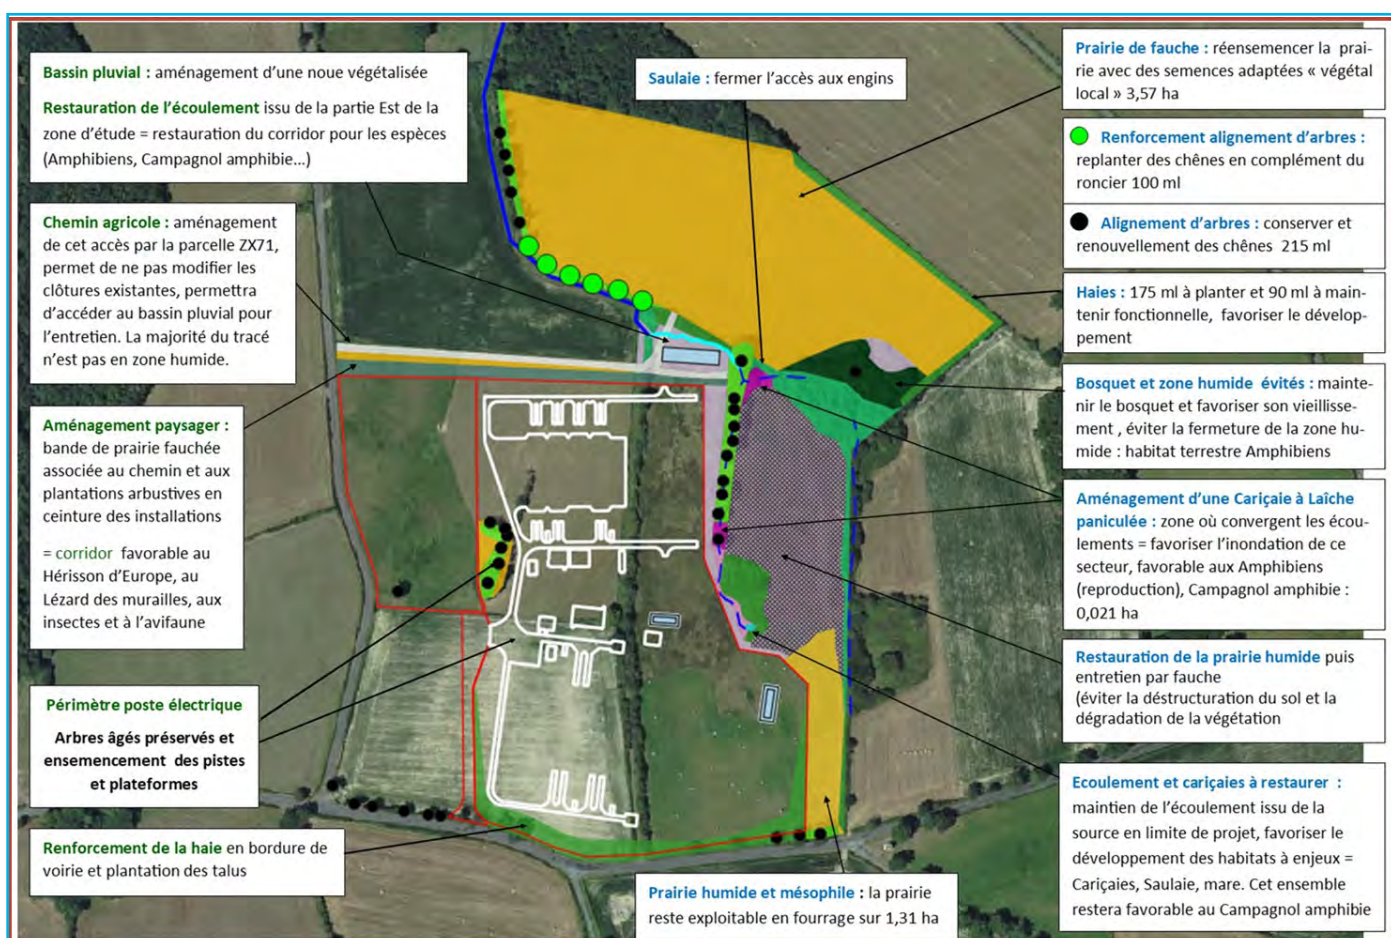 Bassin pluvial : aménagement d’une noue végétalisée
Restauration de l’écoulement issu de la partie Est de la
zone d’étude = restauration du corridor pour les espèces
(Amphibiens, Campagnol amphibie…)
Chemin agricole : aménagement
de cet accès par la parcelle ZX71,
permet de ne pas modifier les
clôtures existantes, permettra
d’accéder au bassin pluvial pour
l’entretien. La majorité du tracé
n’est pas en zone humide.
Aménagement paysager :
bande de prairie fauchée
associée au chemin et aux
plantations arbustives en
ceinture des installations
= corridor favorable au
Hérisson d’Europe, au
Lézard des murailles, aux
insectes et à l’avifaune
Périmètre poste électrique
Arbres âgés préservés et
ensemencement des pistes
et plateformes
Renforcement de la haie en bordure de
voirie et plantation des talus
Saulaie : fermer l’accès aux engins
Prairie humide et mésophile : la prairie
reste exploitable en fourrage sur 1,31 ha
Prairie de fauche : réensemencer la prai-
rie avec des semences adaptées « végétal
local » 3,57 ha
Renforcement alignement d’arbres :
replanter des chênes en complément du
roncier 100 ml
Alignement d’arbres : conserver et
renouvellement des chênes 215 ml
Haies : 175 ml à planter et 90 ml à main-
tenir fonctionnelle, favoriser le dévelop-
pement
Bosquet et zone humide évités : mainte-
nir le bosquet et favoriser son vieillisse-
ment , éviter la fermeture de la zone hu-
mide : habitat terrestre Amphibiens
Aménagement d’une Cariçaie à Laîche
paniculée : zone où convergent les écou-
lements = favoriser l’inondation de ce
secteur, favorable aux Amphibiens
(reproduction), Campagnol amphibie :
0,021 ha
Restauration de la prairie humide puis
entretien par fauche
(éviter la déstructuration du sol et la
dégradation de la végétation
Ecoulement et cariçaies à restaurer :
maintien de l’écoulement issu de la
source en limite de projet, favoriser le
développement des habitats à enjeux =
Cariçaies, Saulaie, mare. Cet ensemble
restera favorable au Campagnol amphibie